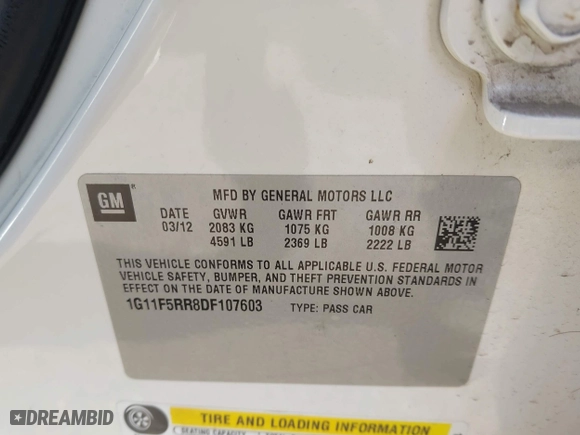 GM
MFD BY GENERAL MOTORS LLC
DATE GVWR GAWR FRT GAWR RR
03/12 2083 KG 1075 KG 1008 KG
4591 LB 2369 LB 2222 LB
THIS VEHICLE CONFORMS TO ALL APPLICABLE U.S. FEDERAL MOTOR
VEHICLE SAFETY, BUMPER, AND THEFT PREVENTION STANDARDS IN
EFFECT ON THE DATE OF MANUFACTURE SHOWN ABOVE.
1G11F5RR8DF107603 TYPE: PASS CAR
TIRE AND LOADING INFORMATION
SEATING CAPACITY
DREAMBID